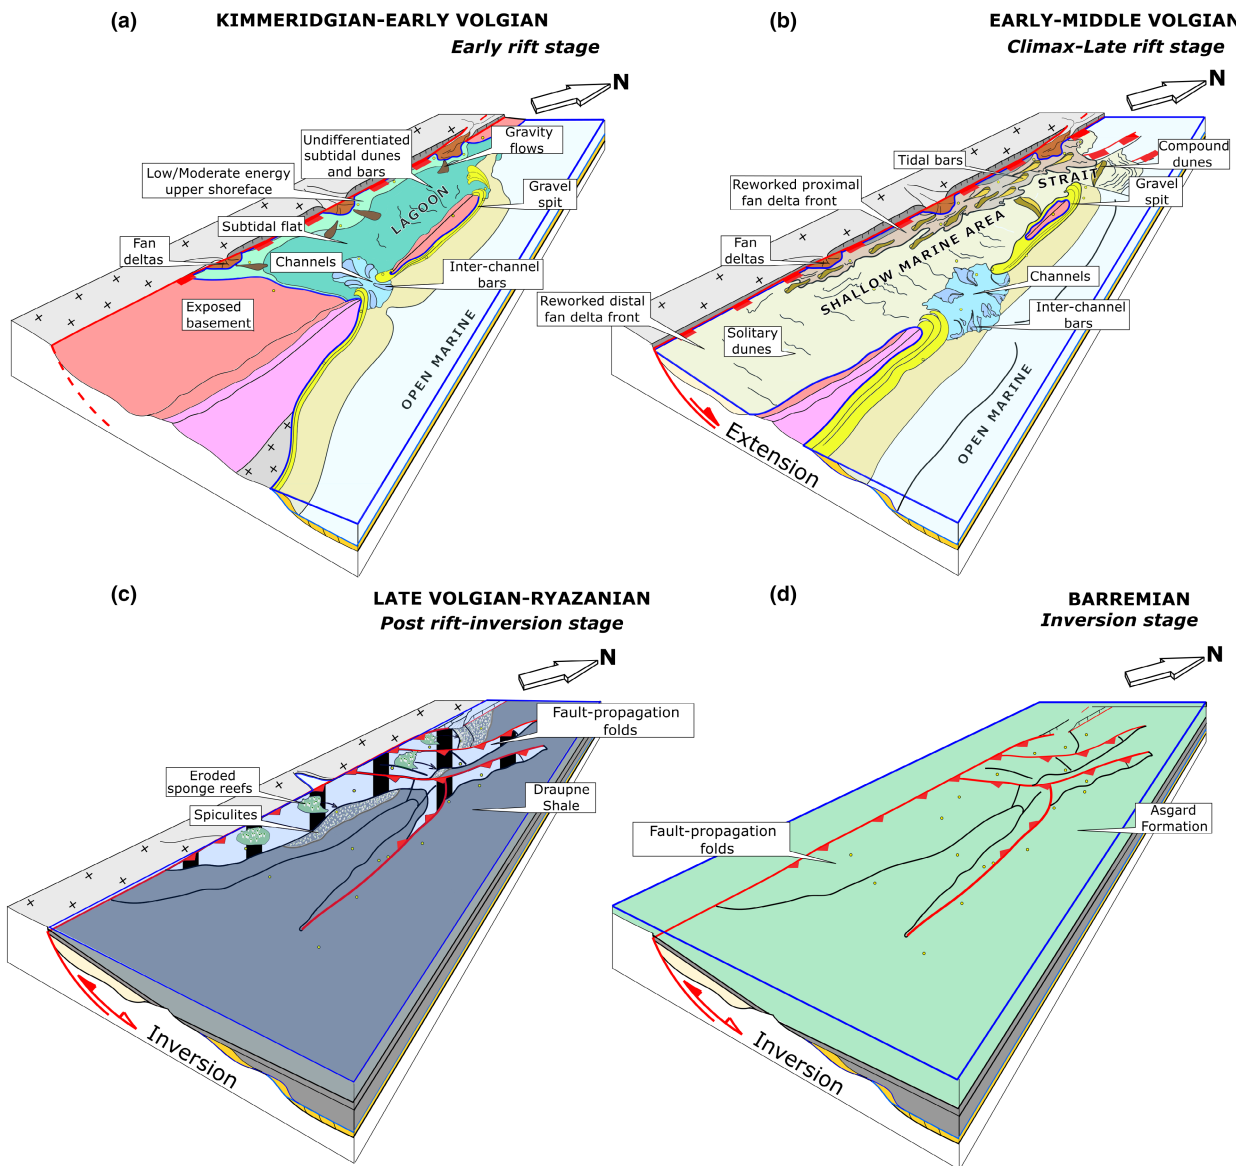 (a)
KIMMERIDGIAN-EARLY VOLGIAN
Early rift stage
N
Undifferentiated
subtidal dunes
and bars
Gravity
flows
Low/Moderate energy
upper shoreface
Gravel
spit
LAGOON
Subtidal flat
Fan
deltas
Channels
Inter-channel
bars
Exposed
basement
OPEN MARINE
(b)
EARLY-MIDDLE VOLGIAN
Climax-Late rift stage
N
Tidal bars
Compound
dunes
STRAIT
Reworked proximal
fan delta front
Gravel
spit
Fan
deltas
SHALLOW MARINE AREA
Channels
Reworked distal
fan delta front
Inter-channel
bars
Solitary
dunes
OPEN MARINE
Extension
(c)
LATE VOLGIAN-RYAZANIAN
Post rift-inversion stage
N
Fault-propagation
folds
Eroded
sponge reefs
Draupne
Shale
Spiculites
Inversion
(d)
BARREMIAN
Inversion stage
N
Asgard
Formation
Fault-propagation
folds
Inversion